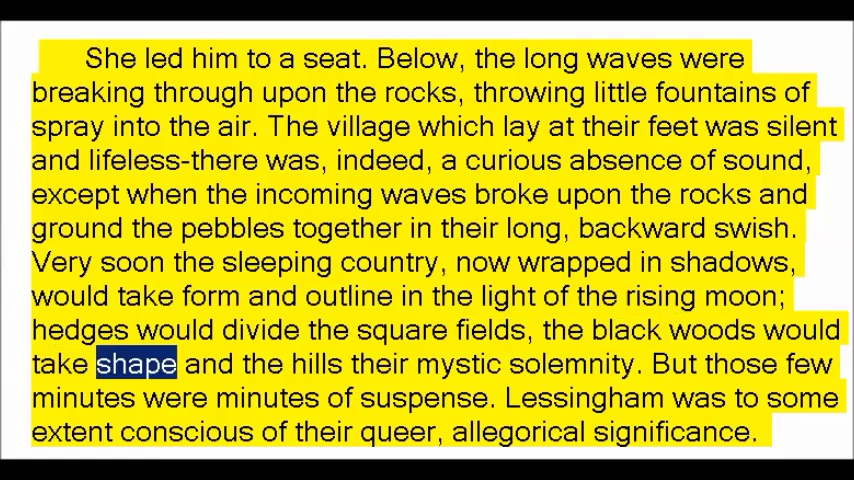 She led him to a seat. Below, the long waves were
breaking through upon the rocks, throwing little fountains of
spray into the air. The village which lay at their feet was silent
and lifeless-there was, indeed, a curious absence of sound,
except when the incoming waves broke upon the rocks and
ground the pebbles together in their long, backward swish.
Very soon the sleeping country, now wrapped in shadows,
would take form and outline in the light of the rising moon;
hedges would divide the square fields, the black woods would
take shape and the hills their mystic solemnity. But those few
minutes were minutes of suspense. Lessingham was to some
extent conscious of their queer, allegorical significance.